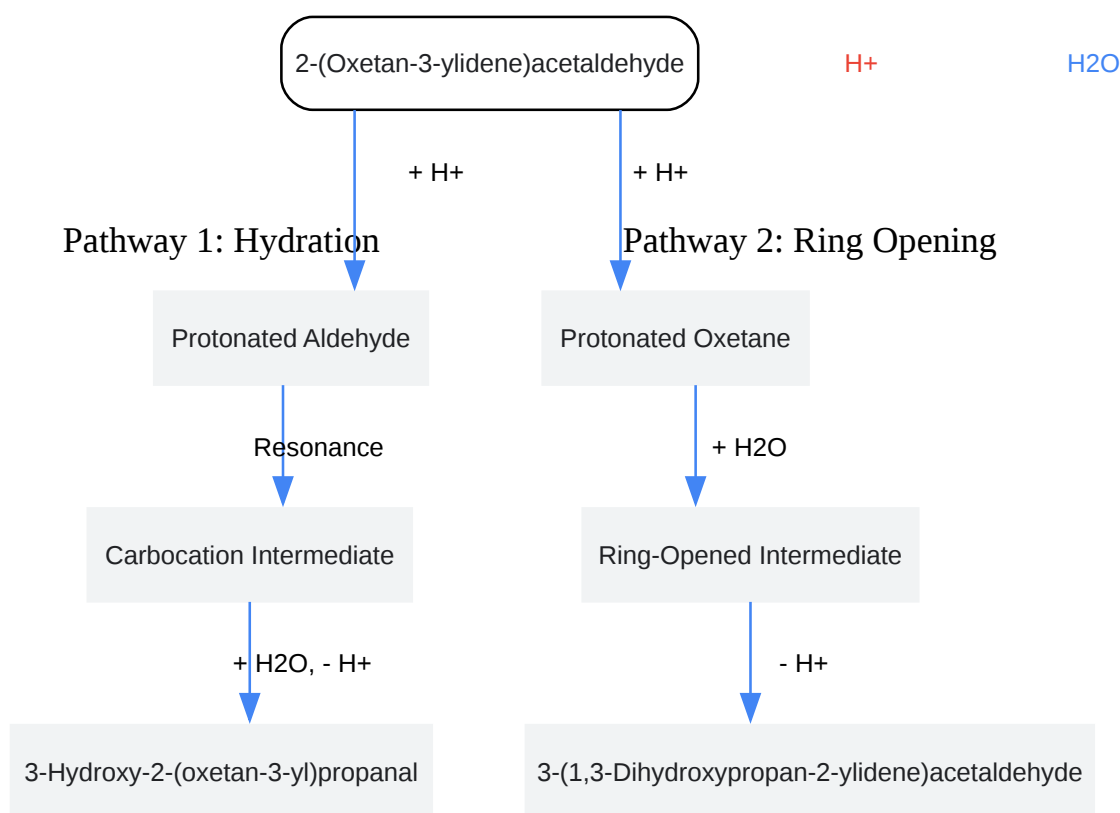 2-(Oxetan-3-ylidene)acetaldehyde
H+
H2O
+ H+
+ H+
Pathway 1: Hydration
Pathway 2: Ring Opening
Protonated Aldehyde
Protonated Oxetane
Resonance
+ H2O
Carbocation Intermediate
Ring-Opened Intermediate
+ H2O, - H+
- H+
3-Hydroxy-2-(oxetan-3-yl)propanal
3-(1,3-Dihydroxypropan-2-ylidene)acetaldehyde